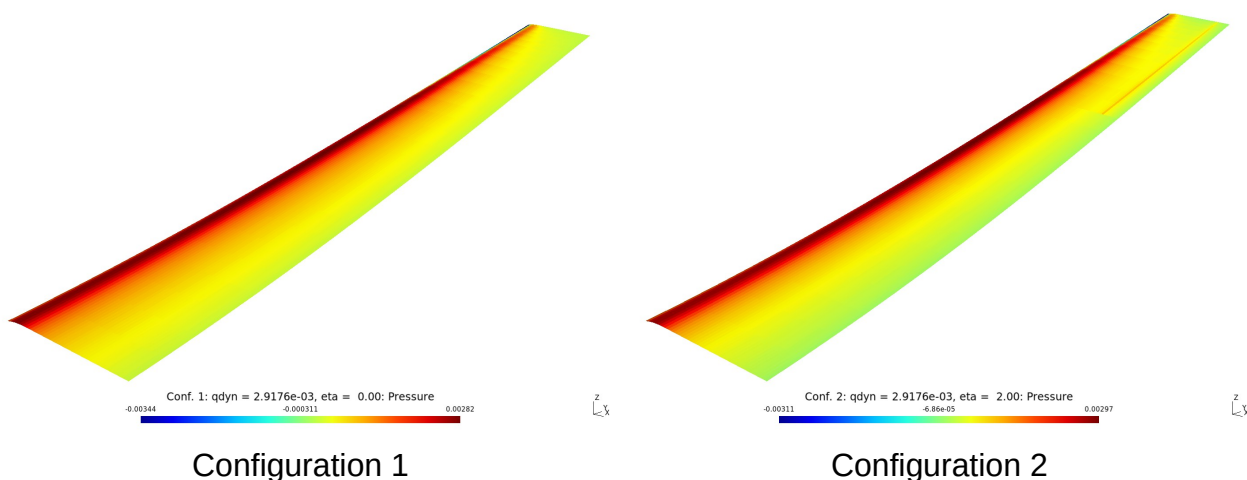 Conf. 1: qdyn = 2.9176e-03, eta =  0.00: Pressure
-0.00344 -0.000311 0.00282
Z
Y
X
Configuration 1
Conf. 2: qdyn = 2.9176e-03, eta =  2.00: Pressure
-0.00311 -6.86e-05 0.00297
Z
Y
X
Configuration 2